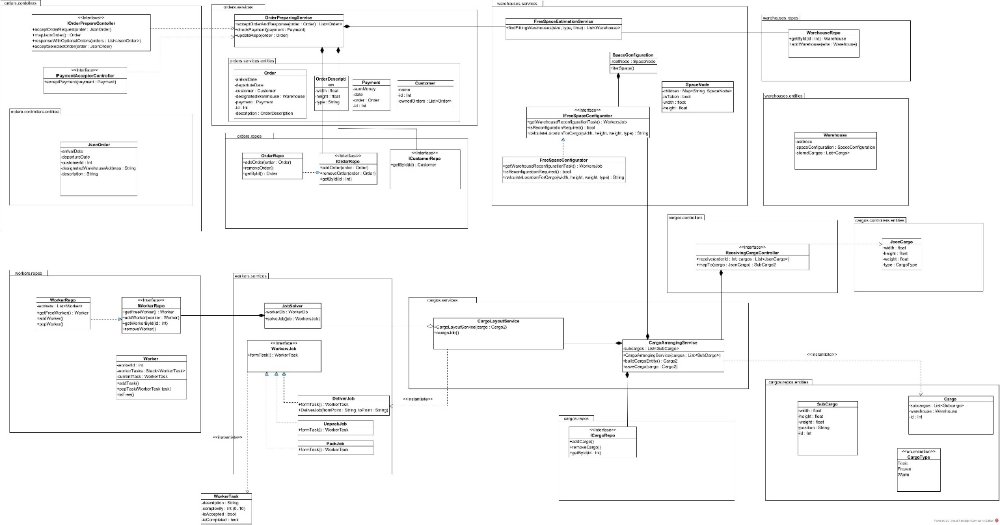 orders.contollers
<<Interface>>
IOrderPrepareContoller
+acceptOrderRequest(order : JsonOrder)
+mapJsonOrder() : Order
+responseWithOptionalOrders(orders : List<JsonOrder>)
+acceptSelectedOrder(order : JsonOrder)
<<Interface>>
IPaymentAcceptorController
+acceptPayment(payment : Payment)
orders.controllers.entities
JsonOrder
-arrivalDate
-departureDate
-customerId : Int
-designatedWarehouseAddress : String
-description : String
orders.services
OrderPreparingService
+acceptOrderAndResponse(order : Order) : List<Order>
+checkPayment(payment : Payment)
+updateRepo(order : Order)
orders.services.entities
Order
-arrivalDate
-departuleDate
-customer : Customer
-designatedWarehouse : Warehouse
-payment : Payment
-id : Int
-description : OrderDescription
OrderDescripti
on
-width : float
-height : float
-type : String
Payment
-sumMoney
-date
-order : Order
-id : Int
Customer
-name
-id : Int
-ownedOrders : List<Order>
orders.repos
OrderRepo
+addOrder(order : Order)
+removeOrder()
+getById() : Order
<<Interface>>
IOrderRepo
+addOrder(order : Order)
+removeOrder(order : Order)
+getById(id : Int)
<<Interface>>
ICustomerRepo
+getById(id) : Customer
warehouses.services
FreeSpaceEstimationService
+findFittingWarehouses(size, type, time) : List<Warehouse>
SpaceConfiguration
-rootNode : SpaceNode
+iterSpace()
SpaceNode
-children : Map<String, SpaceNode>
-isTaken : bool
-width : float
-height : float
<<Interface>>
IFreeSpaceConfigurator
+getWarehouseReconfigurationTask() : WorkersJob
+isReconfigurationRequired() : bool
+calculateLocationForCargo(width, height, weight, type) : String
FreeSpaceConfigurator
+getWarehouseReconfigurationTask() : WorkersJob
+isReconfigurationRequired() : bool
+calculateLocationForCargo(width, height, weight, type) : String
warehouses.repos
WarehouseRepo
+getById(id : int) : Warehouse
+addWarehouse(whs : Warehouse)
warehouses.entities
Warehouse
-address
-spaceConfiguration : SpaceConfiguration
-storedCargos : List<Cargo>
cargos.controllers
<<Interface>>
ReceivingCargoController
+receive(orderId : Int, cargos : List<JsonCargo>)
+mapTo(cargo : JsonCargo) : SubCargo2
cargos.controllers.entities
JsonCargo
-width : float
-height : float
-weight : float
-type : CargoType
workers.repos
WorkerRepo
-workers : List<Worker>
+getFreeWorker() : Worker
+addWorker()
+popWorker()
<<Interface>>
IWorkerRepo
+getFreeWorker() : Worker
+addWorker(worker : Worker)
+getWorkerById(id : Int)
+removeWorker()
Worker
-workerId : int
-workerTasks : Stack<WorkerTask>
-currentTask : WorkerTask
+addTask()
+popTask(WorkerTask task)
+isFree()
workers.services
JobSolver
-workerDb : WorkerDb
+solveJob(job : WorkersJob)
<<Interface>>
WorkersJob
+formTask() : WorkerTask
DeliverJob
+formTask() : WorkerTask
+DeliverJob(fromPoint : String, toPoint : String)
UnpackJob
+formTask() : WorkerTask
PackJob
+formTask() : WorkerTask
<<instantiate>>
WorkerTask
-description : String
-complexity : int (0..10)
-isAccepted : bool
-isCompleted : bool
cargos.services
CargoLayoutService
+CargoLayoutService(cargo : Cargo2)
+assignJob()
CargoArrangingService
-subcargos : List<SubCargo>
+CargoArrangingService(cargos : List<SubCargo>)
+buildCargoEntity() : Cargo2
+saveCargo(cargo : Cargo2)
<<instantiate>>
<<instantiate>>
cargos.repos
<<Interface>>
ICargoRepo
+addCargo()
+removeCargo()
+getById(id : Int)
cargos.repos.entities
SubCargo
-width : float
-height : float
-weight : float
-position : String
-id : Int
Cargo
-subcargos : List<Subcargo>
-warehouse : Warehouse
-id : Int
<<enumeration>>
CargoType
Toxic
Frozen
Warm
Powered by: Visual Paradigm Community Edition